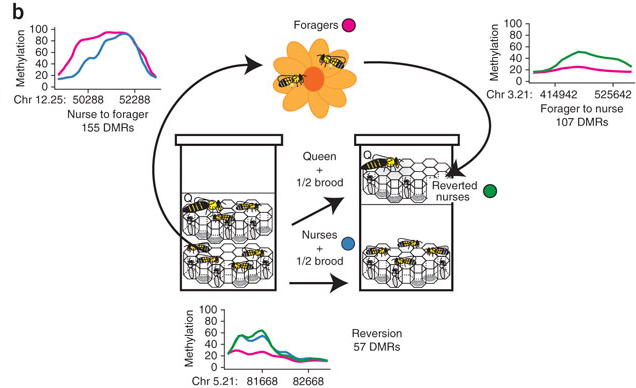 b
Foragers
Methylation
100
80
60
40
20
0
Chr 12.25: 50288 52288
Nurse to forager
155 DMRs
Methylation
100
80
60
40
20
0
Chr 3.21: 414942 525642
Forager to nurse
107 DMRs
Q
Queen
+
1/2 brood
Q
Reverted
nurses
Nurses
+
1/2 brood
Methylation
100
80
60
40
20
0
Chr 5.21: 81668 82668
Reversion
57 DMRs